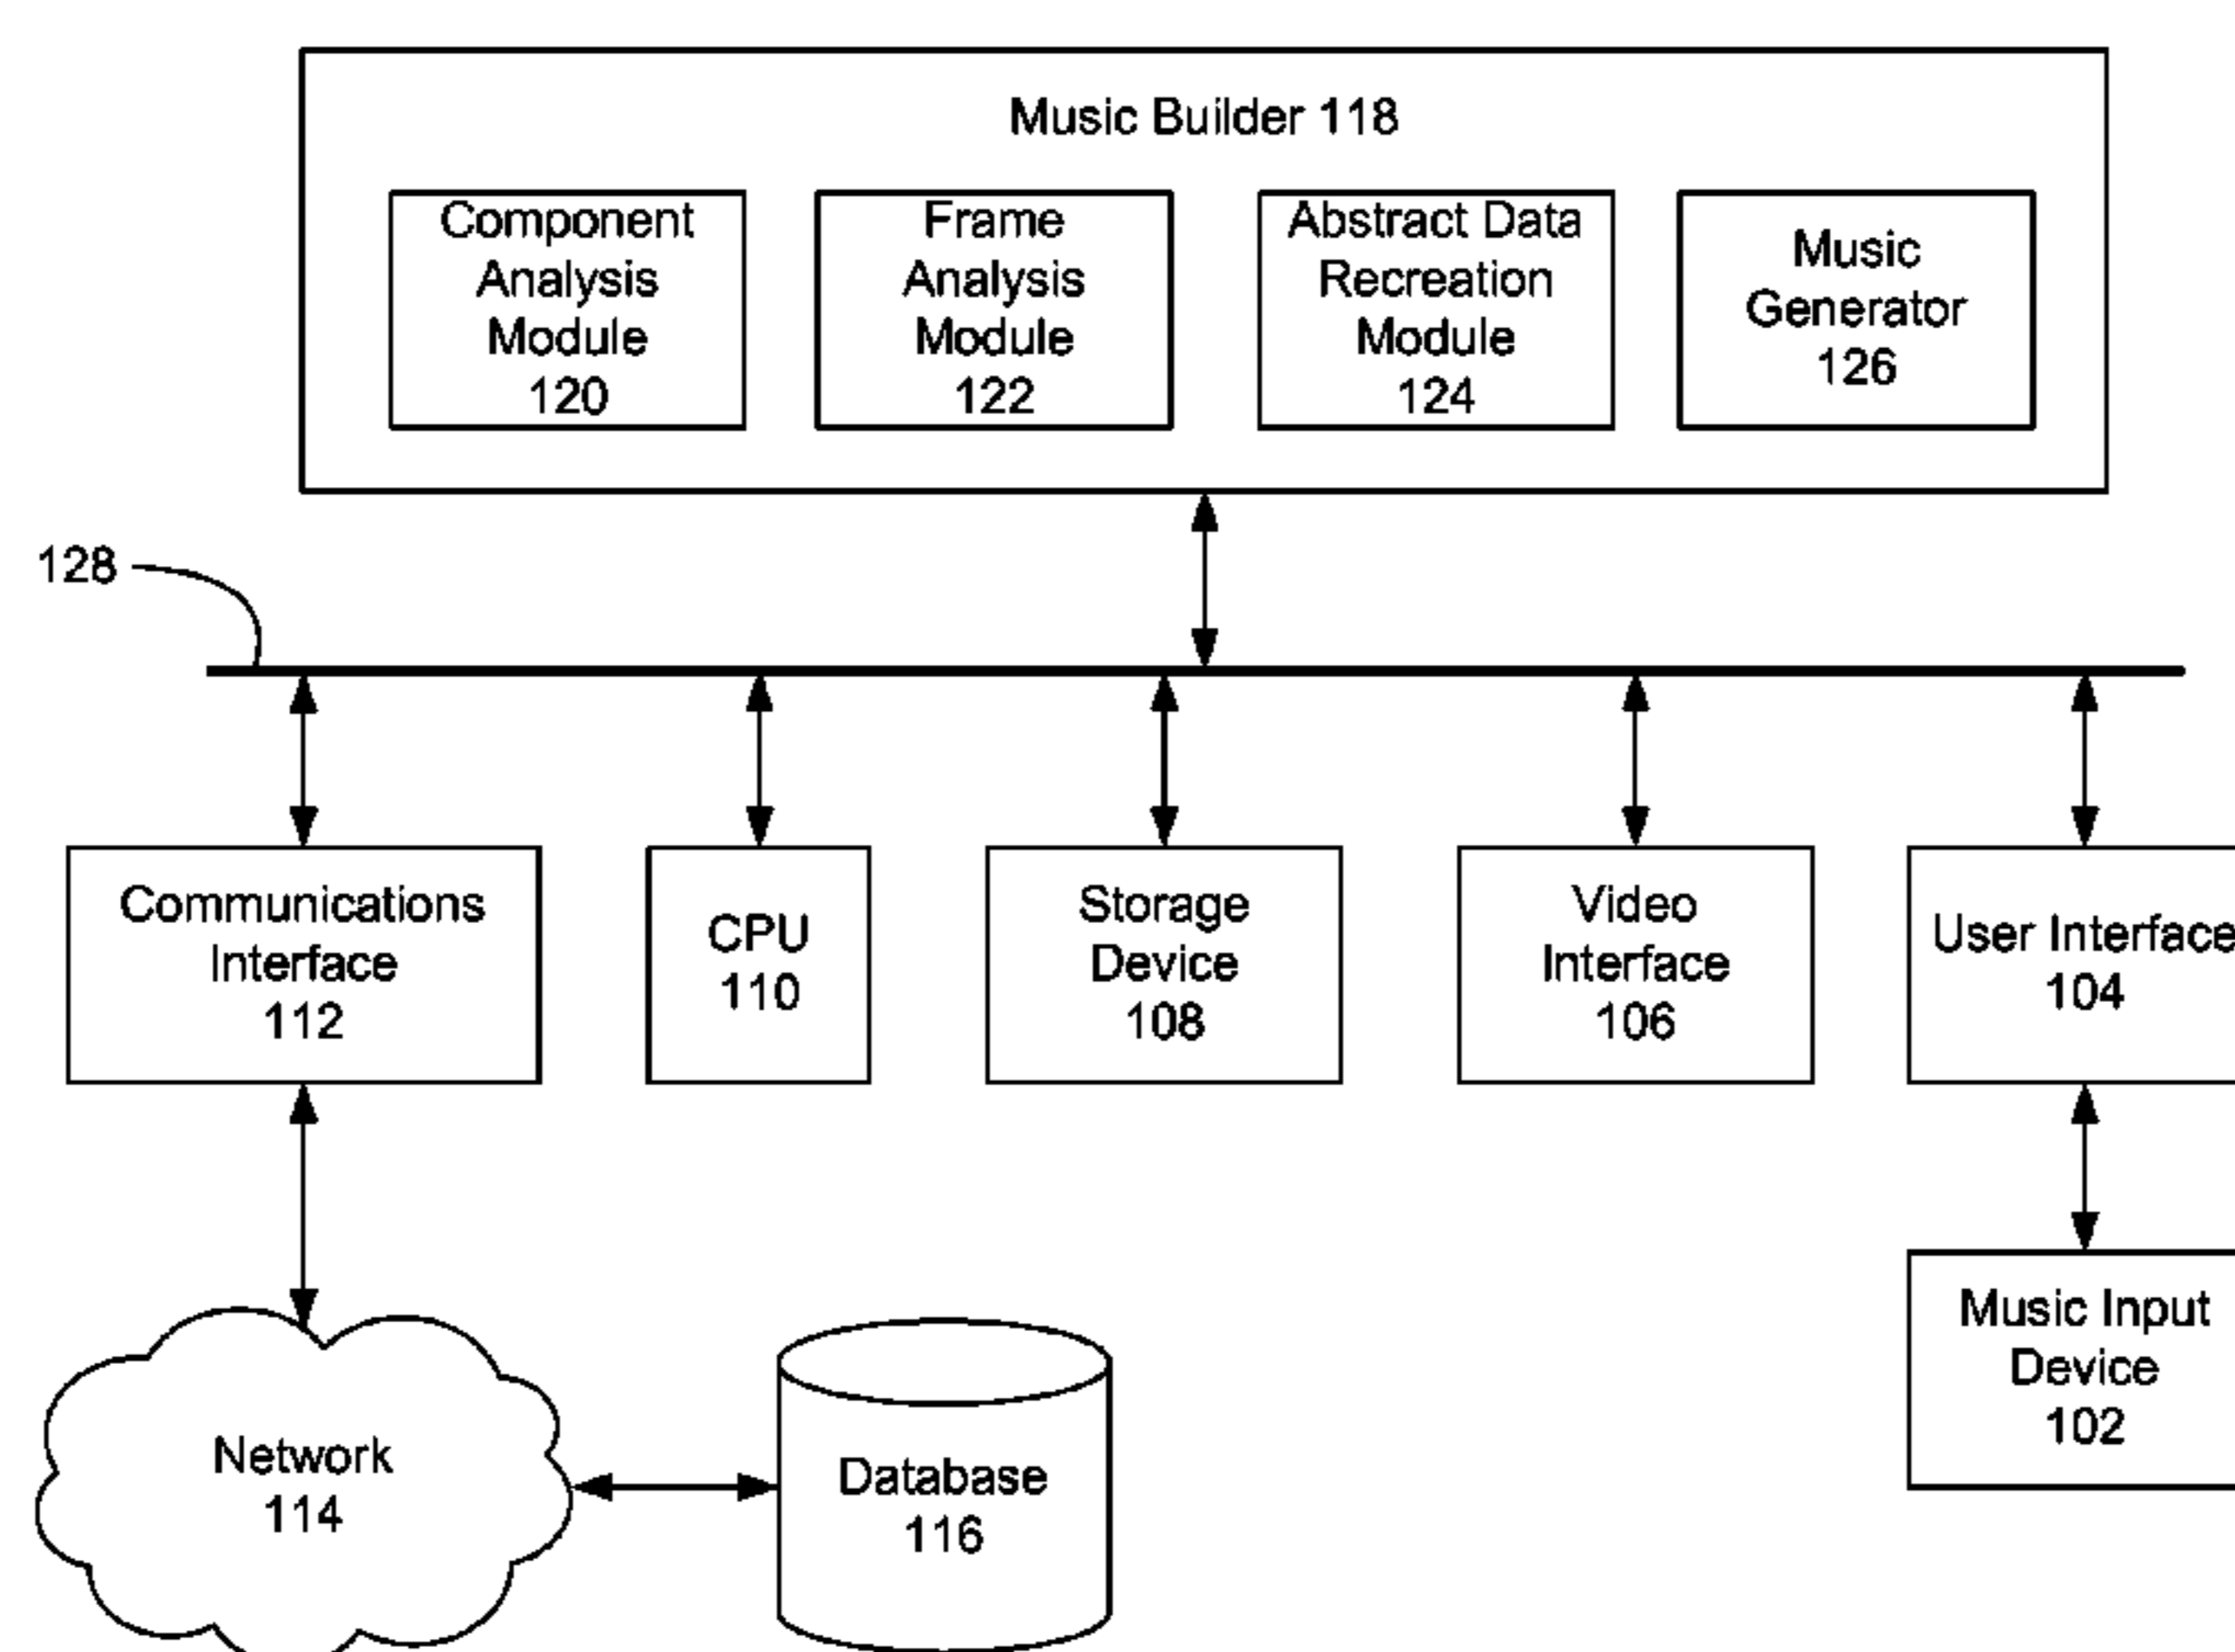 Music Builder 118
Component
Analysis
Module
120
Frame
Analysis
Module
122
Abstract Data
Recreation
Module
124
Music
Generator
126
128
Communications
Interface
112
CPU
110
Storage
Device
108
Video
Interface
106
User Interface
104
Music Input
Device
102
Network
114
Database
116